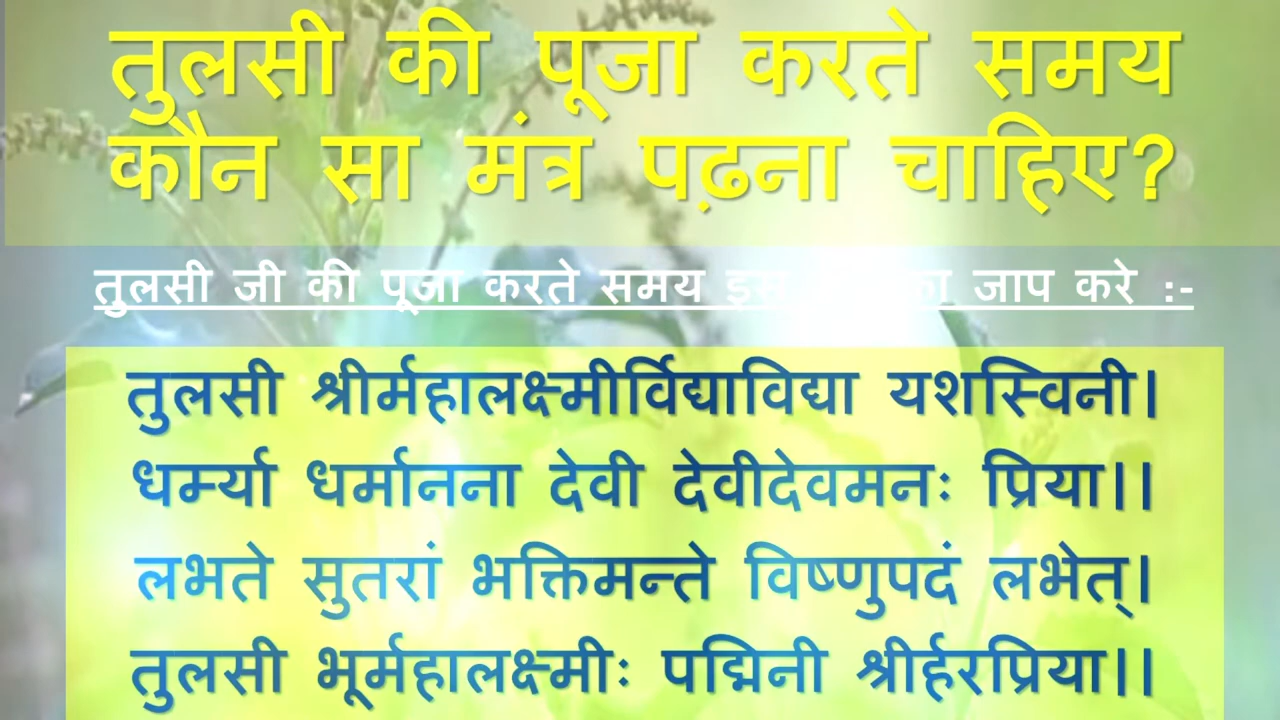 तुलसी की पूजा करते समय
कौन सा मंत्र पढ़ना चाहिए?
तुलसी जी की पूजा करते समय इस जाप करे :-
तुलसी श्रीर्महालक्ष्मीर्विद्याविद्या यशस्विनी।
धर्म्या धर्मानना देवी देवीदेवमनः प्रिया।।
लभते सुतरां भक्तिमन्ते विष्णुपदं लभेत्।
तुलसी भूर्महालक्ष्मीः पद्मिनी श्रीर्हरप्रिया।।